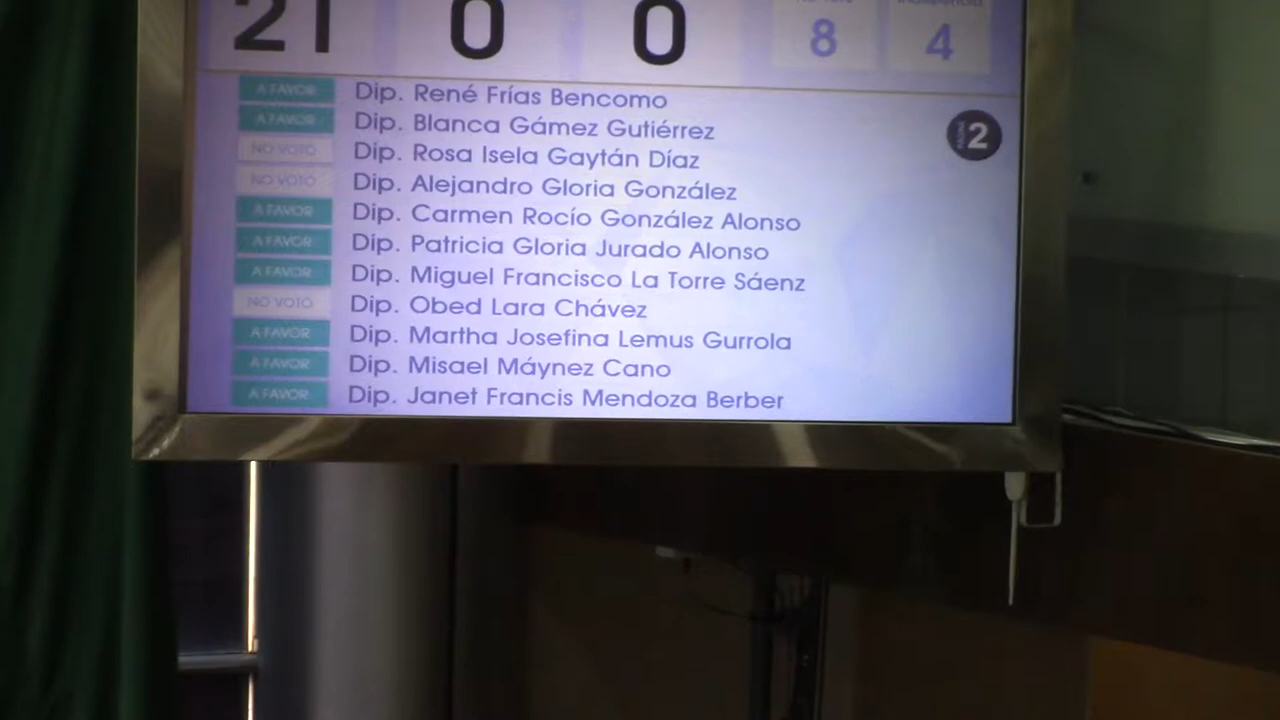 21 0 0 8 4
A FAVOR Dip. René Frías Bencomo
A FAVOR Dip. Blanca Gámez Gutiérrez
2
NO VOTÓ Dip. Rosa Isela Gaytán Díaz
NO VOTÓ Dip. Alejandro Gloria González
A FAVOR Dip. Carmen Rocío González Alonso
A FAVOR Dip. Patricia Gloria Jurado Alonso
A FAVOR Dip. Miguel Francisco La Torre Sáenz
NO VOTÓ Dip. Obed Lara Chávez
A FAVOR Dip. Martha Josefina Lemus Gurrola
A FAVOR Dip. Misael Máynez Cano
A FAVOR Dip. Janet Francis Mendoza Berber